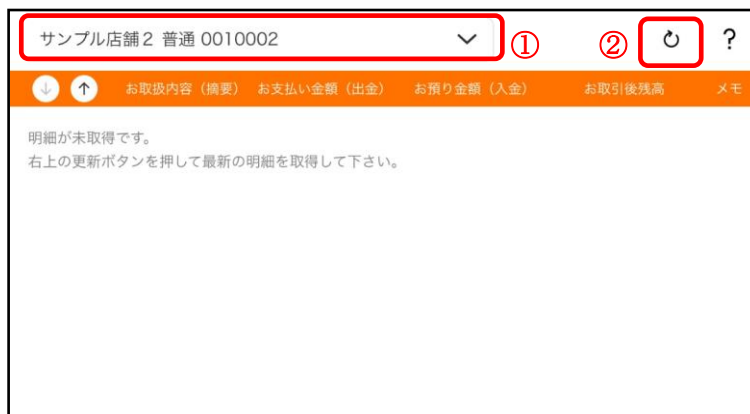 サンプル店舗2 普通 0010002 ① ② ?
お取扱内容(摘要) お支払い金額(出金) お預り金額(入金) お取引後残高 メモ
明細が未取得です。
右上の更新ボタンを押して最新の明細を取得して下さい。